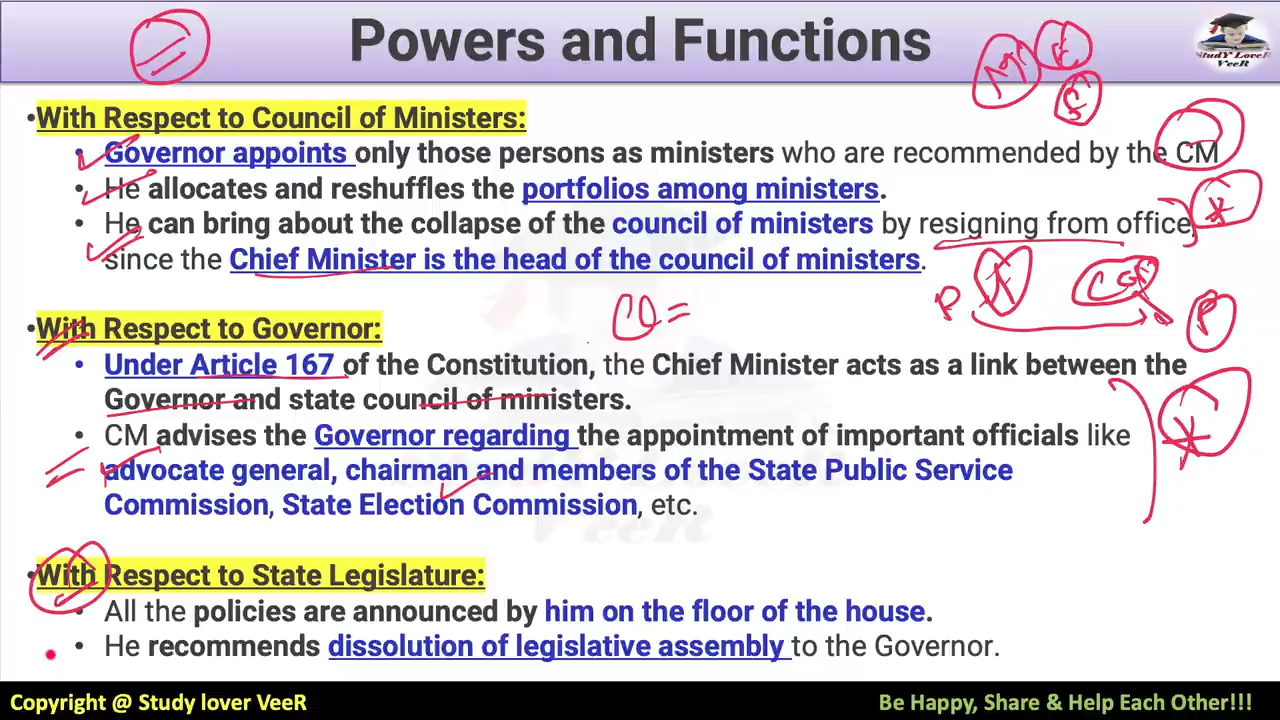 Powers and Functions
StudY LoveR
VeeR
•With Respect to Council of Ministers:
• Governor appoints only those persons as ministers who are recommended by the CM
• He allocates and reshuffles the portfolios among ministers.
• He can bring about the collapse of the council of ministers by resigning from office,
since the Chief Minister is the head of the council of ministers.
•With Respect to Governor:
• Under Article 167 of the Constitution, the Chief Minister acts as a link between the
Governor and state council of ministers.
• CM advises the Governor regarding the appointment of important officials like
advocate general, chairman and members of the State Public Service
Commission, State Election Commission, etc.
•With Respect to State Legislature:
• All the policies are announced by him on the floor of the house.
• He recommends dissolution of legislative assembly to the Governor.
Copyright @ Study lover VeeR
Be Happy, Share & Help Each Other!!!